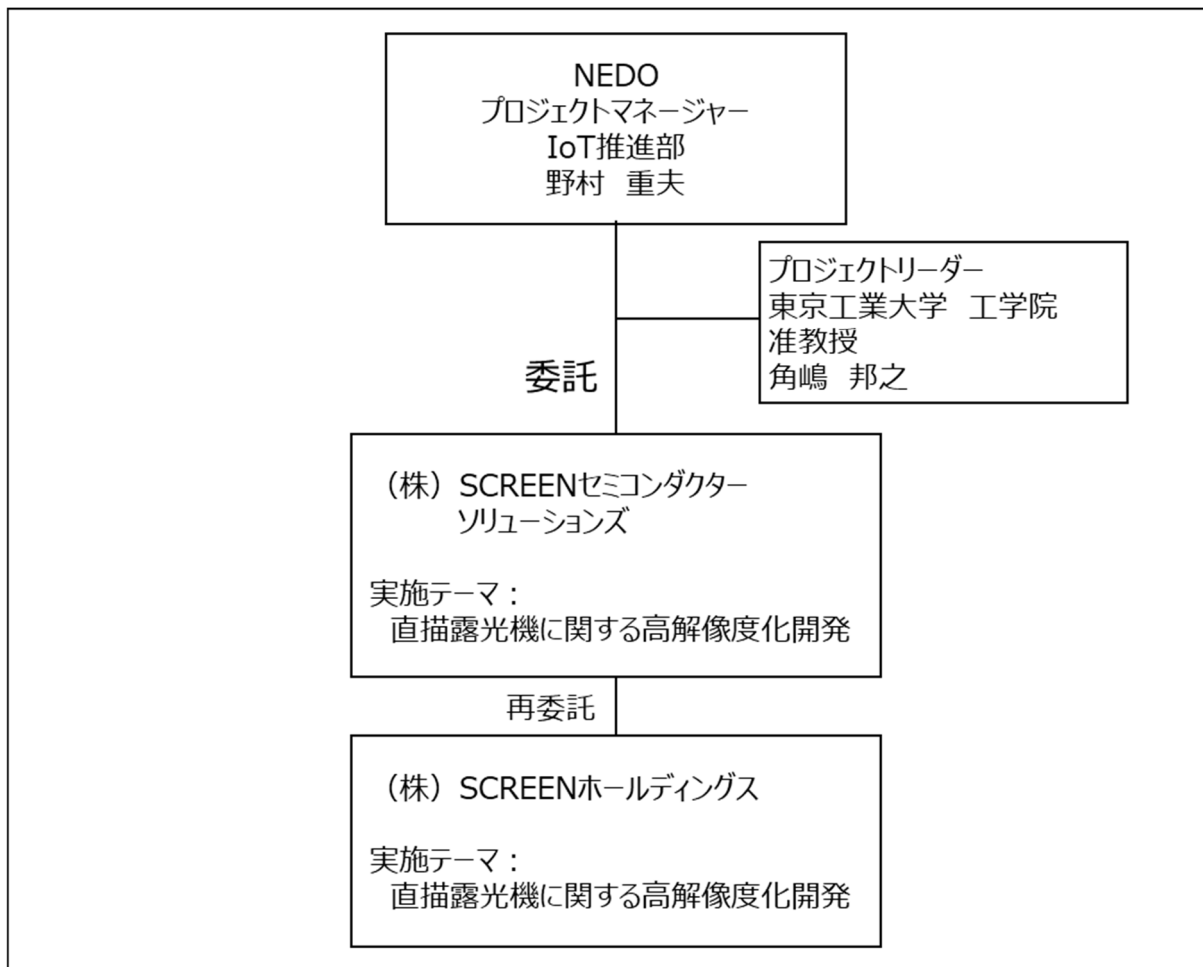 NEDO
プロジェクトマネージャー
IoT推進部
野村　重夫
プロジェクトリーダー
東京工業大学　工学院
准教授
角嶋　邦之
委託
（株）SCREENセミコンダクター
ソリューションズ
実施テーマ：
直描露光機に関する高解像度化開発
再委託
（株）SCREENホールディングス
実施テーマ：
直描露光機に関する高解像度化開発